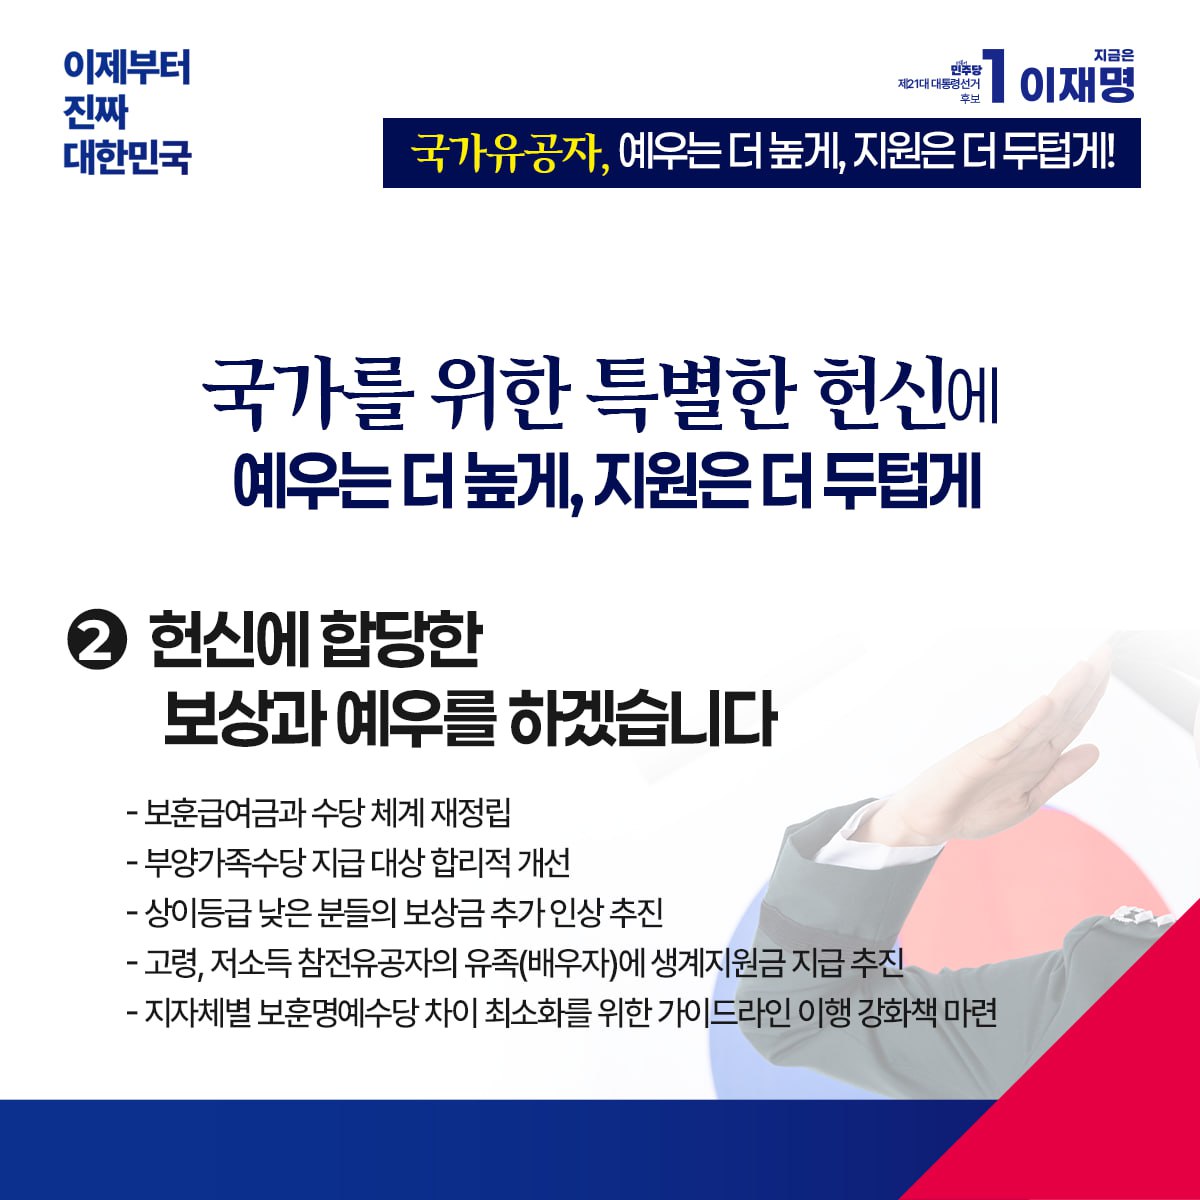 이제부터
진짜
대한민국
민주당
제21대 대통령선거
후보
1
지금은
이재명
국가유공자, 예우는 더 높게, 지원은 더 두텁게!
국가를 위한 특별한 헌신에
예우는 더 높게, 지원은 더 두텁게
2 헌신에 합당한
보상과 예우를 하겠습니다
- 보훈급여금과 수당 체계 재정립
- 부양가족수당 지급 대상 합리적 개선
- 상이등급 낮은 분들의 보상금 추가 인상 추진
- 고령, 저소득 참전유공자의 유족(배우자)에 생계지원금 지급 추진
- 지자체별 보훈명예수당 차이 최소화를 위한 가이드라인 이행 강화책 마련